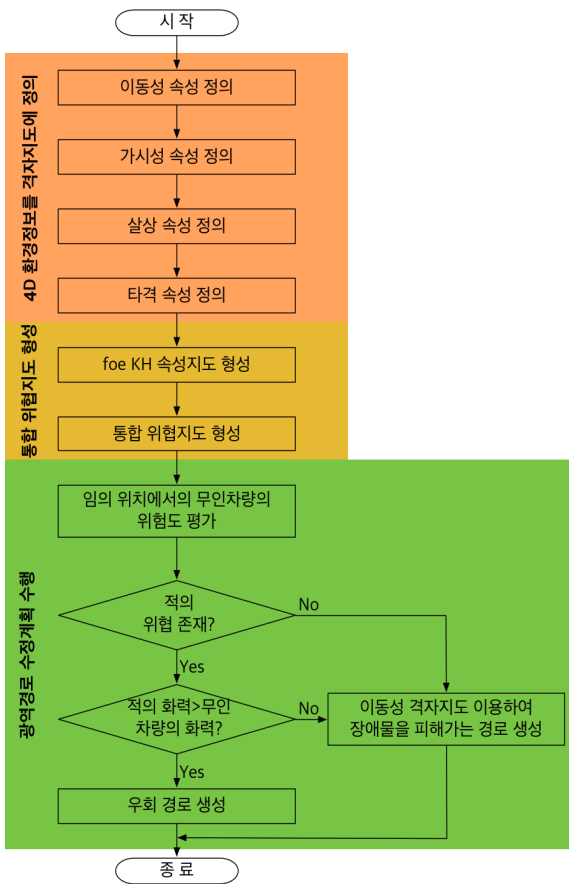 시 작
4D 환경정보를 격자지도에 정의
이동성 속성 정의
가시성 속성 정의
살상 속성 정의
타격 속성 정의
통합 위협지도 형성
foe KH 속성지도 형성
통합 위협지도 형성
광역경로 수정계획 수행
임의 위치에서의 무인차량의
위험도 평가
적의
위협 존재?
No
Yes
적의 화력>무인
차량의 화력?
No
이동성 격자지도 이용하여
장애물을 피해가는 경로 생성
Yes
우회 경로 생성
종 료